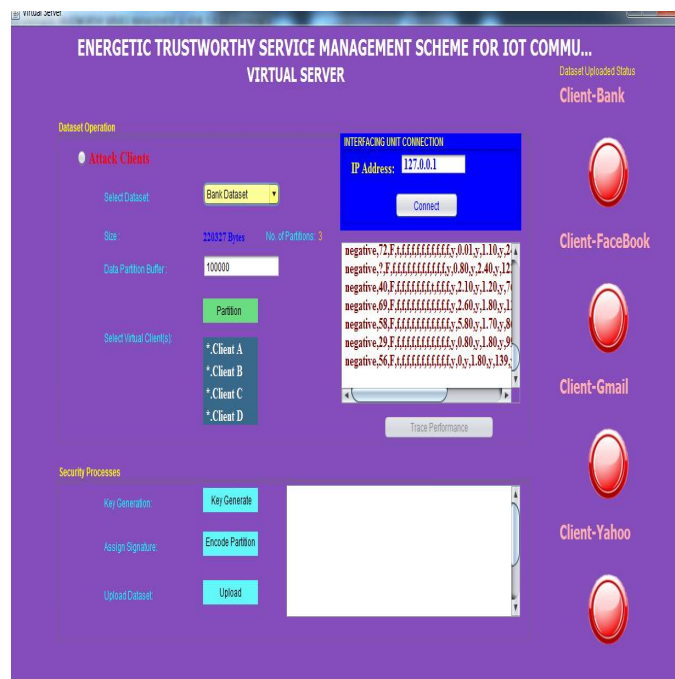 Virtual Server
ENERGETIC TRUSTWORTHY SERVICE MANAGEMENT SCHEME FOR IOT COMMU...
VIRTUAL SERVER
Dataset Uploaded Status
Client-Bank
Dataset Operation
Attack Clients
Select Dataset:
Bank Dataset
Size :
220327 Bytes
No. of Partitions: 3
Data Partition Buffer :
100000
Partition
Select Virtual Client(s):
*.Client A
*.Client B
*.Client C
*.Client D
INTERFACING UNIT CONNECTION
IP Address: 127.0.0.1
Connect
negative,72,F,t,f,f,f,f,f,f,f,f,f,f,y,0.01,y,1.10,y,2
negative,?,F,f,f,f,f,f,f,f,f,f,f,f,y,0.80,y,2.40,y,12
negative,40,F,f,f,f,f,f,f,f,t,f,f,f,y,2.10,y,1.20,y,7
negative,69,F,f,f,f,f,f,f,f,f,f,f,f,y,2.60,y,1.80,y,1
negative,58,F,f,f,f,f,f,f,f,f,f,f,f,y,5.80,y,1.70,y,8
negative,29,F,f,f,f,f,f,f,f,f,f,f,f,y,0.80,y,1.80,y,9
negative,56,F,t,f,f,f,f,f,f,f,f,f,f,y,0,y,1.80,y,139,
Trace Performance
Client-FaceBook
Client-Gmail
Client-Yahoo
Security Processes
Key Generation:
Key Generate
Assign Signature:
Encode Partition
Upload Dataset:
Upload